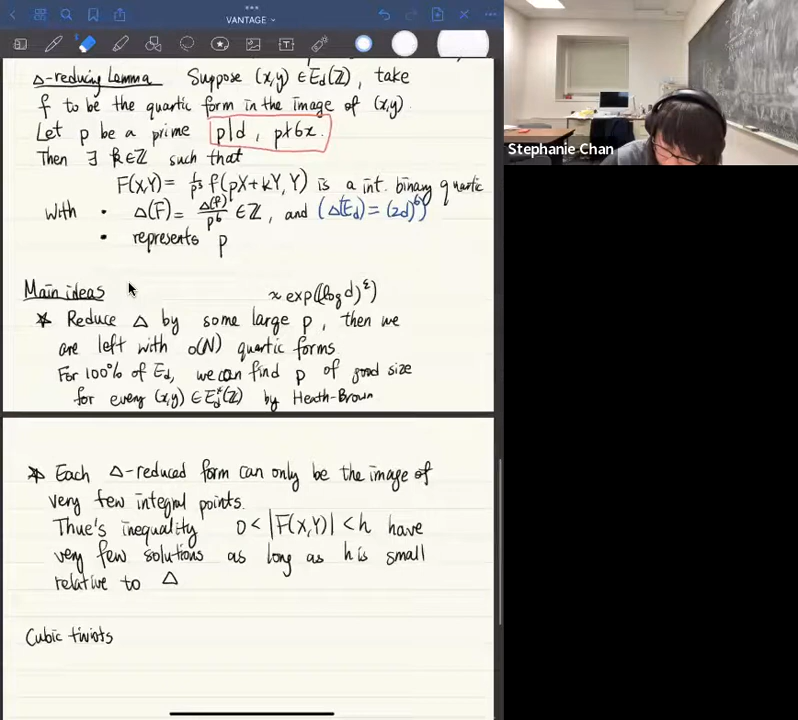 VANTAGE
Δ-reducing Lemma Suppose (x,y) ∈ E_d(ℤ), take
f to be the quartic form in the image of (x,y).
Let p be a prime p|d, p∤6x.
Then ∃ k∈ℤ such that
F(X,Y) = 1/p³ f(pX+kY, Y) is a int. binary quartic
with • Δ(F) = Δ(f)/p⁶ ∈ ℤ, and (Δ(E_d) = (2d)⁶)
• represents p
Main ideas
≈ exp((log d)^ε)
* Reduce Δ by some large p, then we
are left with o(N) quartic forms.
For 100% of E_d, we can find p of good size
for every (x,y) ∈ E_d*(ℤ) by Heath-Brown
* Each Δ-reduced form can only be the image of
very few integral points.
Thue's inequality 0 < |F(X,Y)| < h have
very few solutions as long as h is small
relative to Δ
Cubic twists
Stephanie Chan